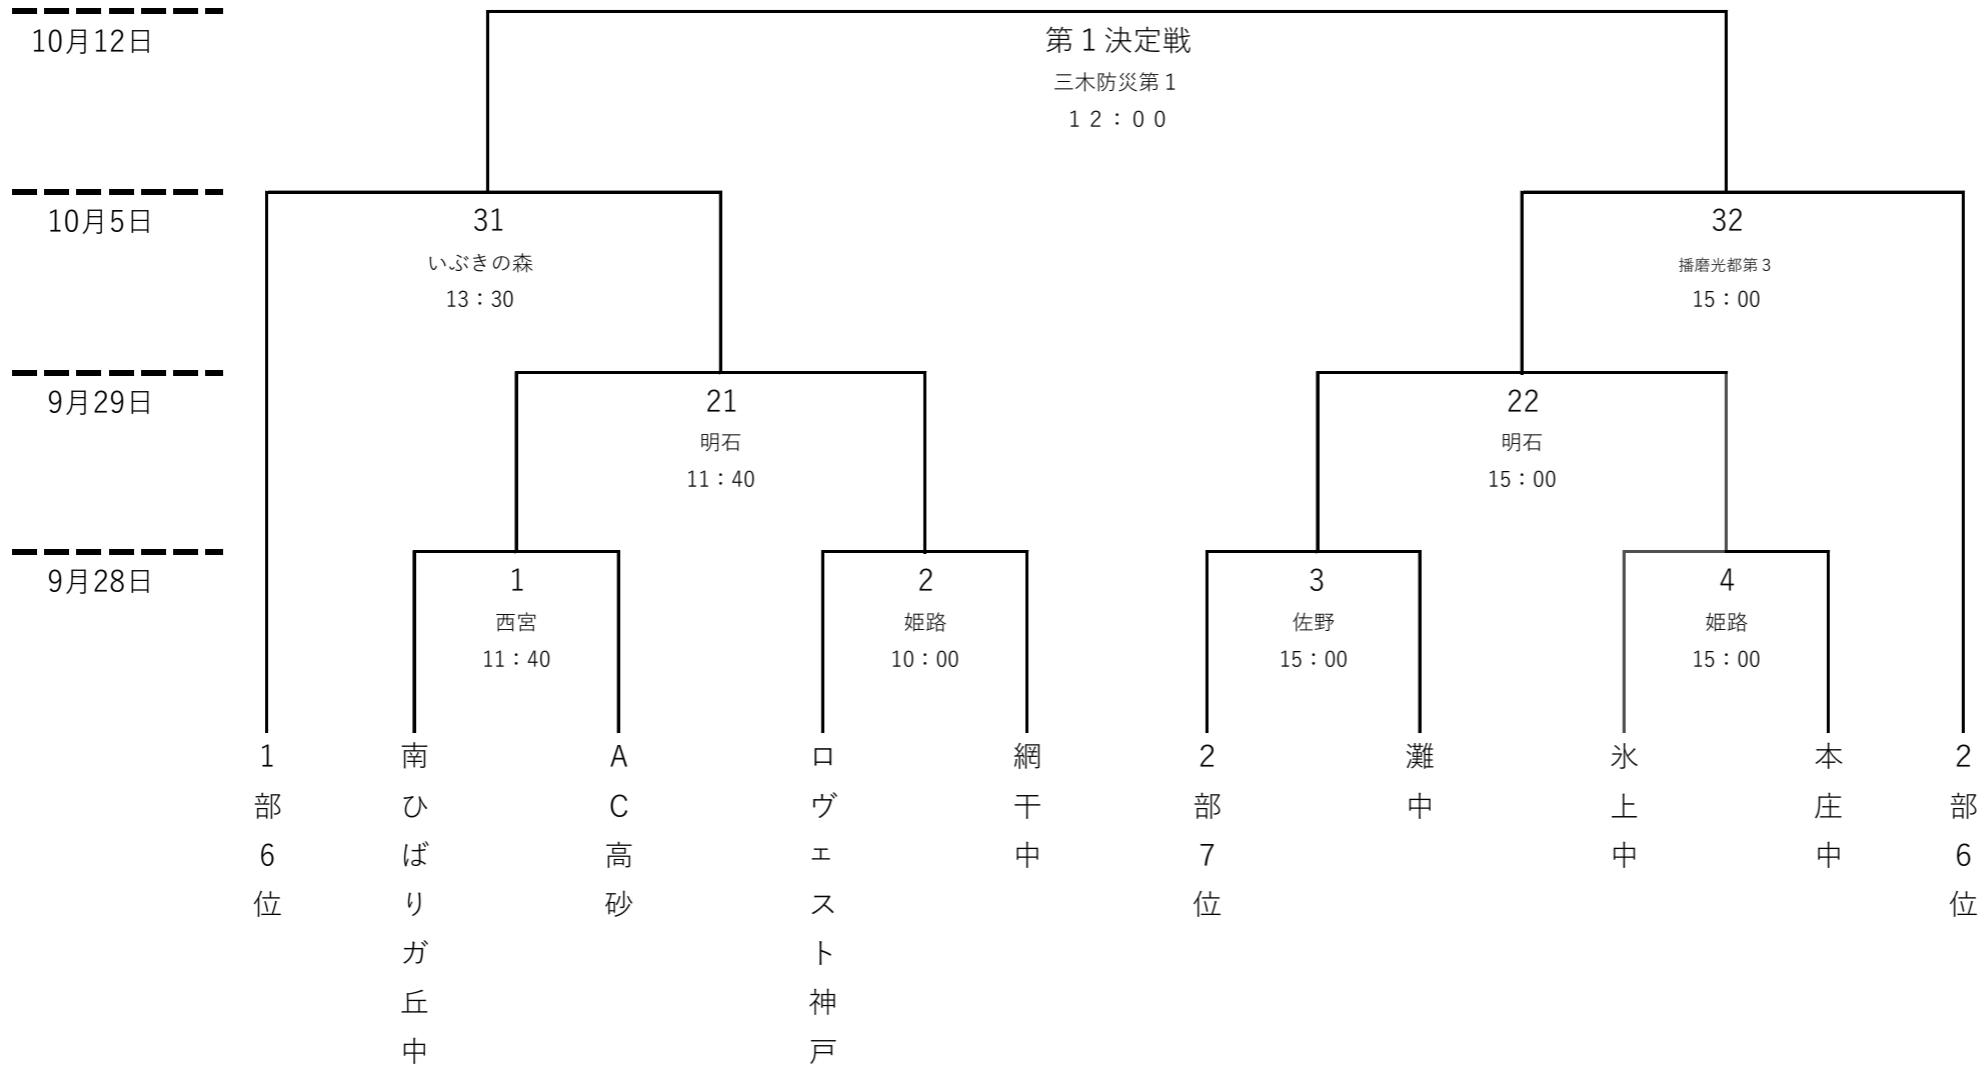 10月12日
第１決定戦
三木防災第１
１２：００
10月5日
31
いぶきの森
13：30
32
播磨光都第３
15：00
9月29日
21
明石
11：40
22
明石
15：00
9月28日
1
西宮
11：40
2
姫路
10：00
3
佐野
15：00
4
姫路
15：00
1部6位
南ひばりガ丘中
AC高砂
ロヴェスト神戸
網干中
2部7位
灘中
氷上中
本庄中
2部6位